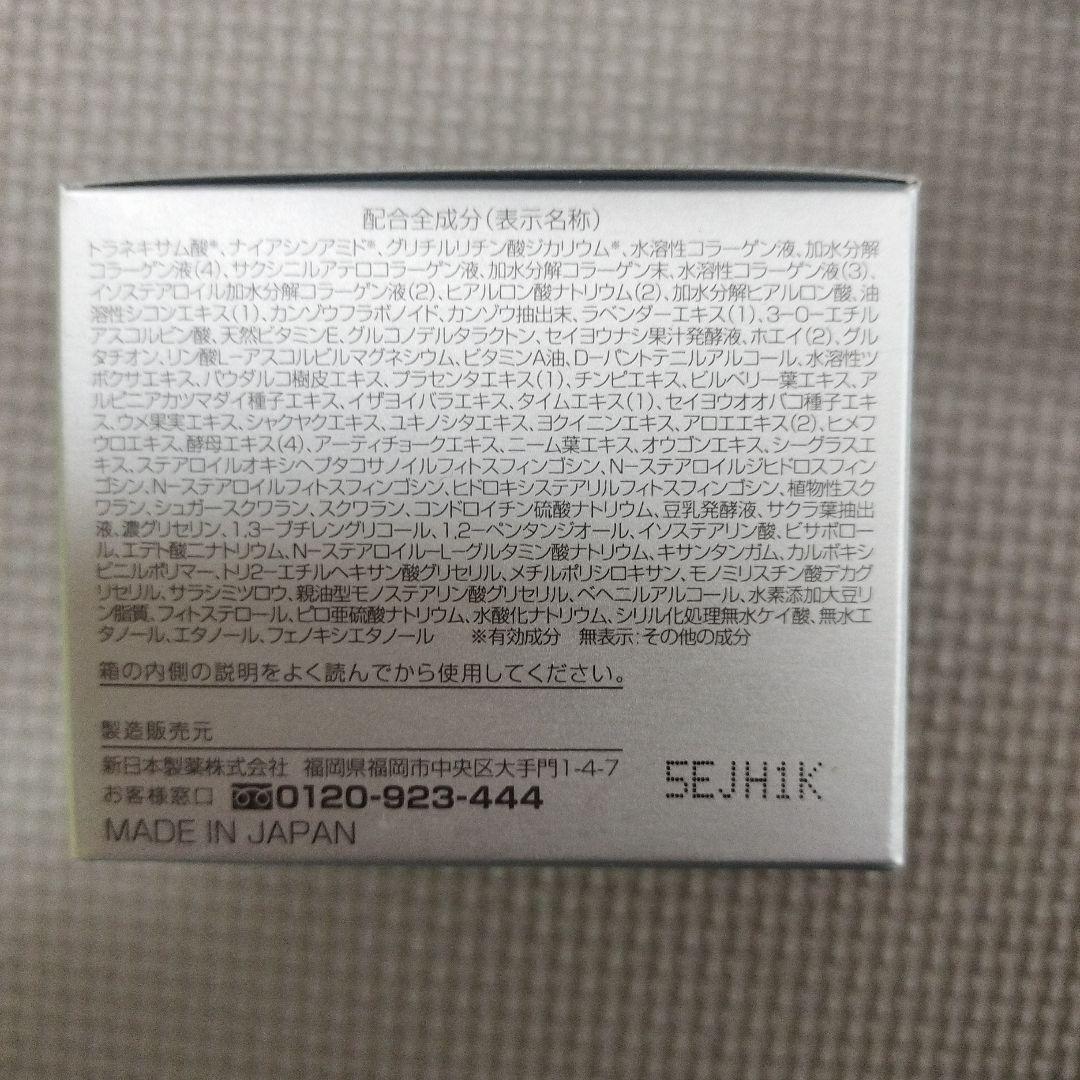 配合全成分(表示名称)
トラネキサム酸※、ナイアシンアミド※、グリチルリチン酸ジカリウム※、水溶性コラーゲン液、加水分解
コラーゲン液(4)、サクシニルアテロコラーゲン液、加水分解コラーゲン末、水溶性コラーゲン液(3)、
イソステアロイル加水分解コラーゲン液(2)、ヒアルロン酸ナトリウム(2)、加水分解ヒアルロン酸、油
溶性シコンエキス(1)、カンゾウフラボノイド、カンゾウ抽出末、ラベンダーエキス(1)、3-O-エチル
アスコルビン酸、天然ビタミンE、グルコノデルタラクトン、セイヨウナシ果汁発酵液、ホエイ(2)、グル
タチオン、リン酸L-アスコルビルマグネシウム、ビタミンA油、D-パントテニルアルコール、水溶性ツ
ボクサエキス、パウダルコ樹皮エキス、プラセンタエキス(1)、チンピエキス、ビルベリー葉エキス、ア
ルピニアカツマダイ種子エキス、イザヨイバラエキス、タイムエキス(1)、セイヨウオオバコ種子エキ
ス、ウメ果実エキス、シャクヤクエキス、ユキノシタエキス、ヨクイニンエキス、アロエエキス(2)、ヒメフ
ウロエキス、酵母エキス(4)、アーティチョークエキス、ニーム葉エキス、オウゴンエキス、シーグラスエ
キス、ステアロイルオキシヘプタコサノイルフィトスフィンゴシン、N-ステアロイルジヒドロスフィン
ゴシン、N-ステアロイルフィトスフィンゴシン、ヒドロキシステアリルフィトスフィンゴシン、植物性スク
ワラン、シュガースクワラン、スクワラン、コンドロイチン硫酸ナトリウム、豆乳発酵液、サクラ葉抽出
液、濃グリセリン、1,3-ブチレングリコール、1,2-ペンタンジオール、イソステアリン酸、ビサボロー
ル、エデト酸二ナトリウム、N-ステアロイル-L-グルタミン酸ナトリウム、キサンタンガム、カルボキシ
ビニルポリマー、トリ2-エチルヘキサン酸グリセリル、メチルポリシロキサン、モノミリスチン酸デカグ
リセリル、サラシミツロウ、親油型モノステアリン酸グリセリル、ベヘニルアルコール、水素添加大豆リ
ン脂質、フィトステロール、ピロ亜硫酸ナトリウム、水酸化ナトリウム、シリル化処理無水ケイ酸、無水エ
タノール、エタノール、フェノキシエタノール ※有効成分 無表示:その他の成分
箱の内側の説明をよく読んでから使用してください。
製造販売元
新日本製薬株式会社 福岡県福岡市中央区大手門1-4-7
お客様窓口 0120-923-444
MADE IN JAPAN
5EJH1K